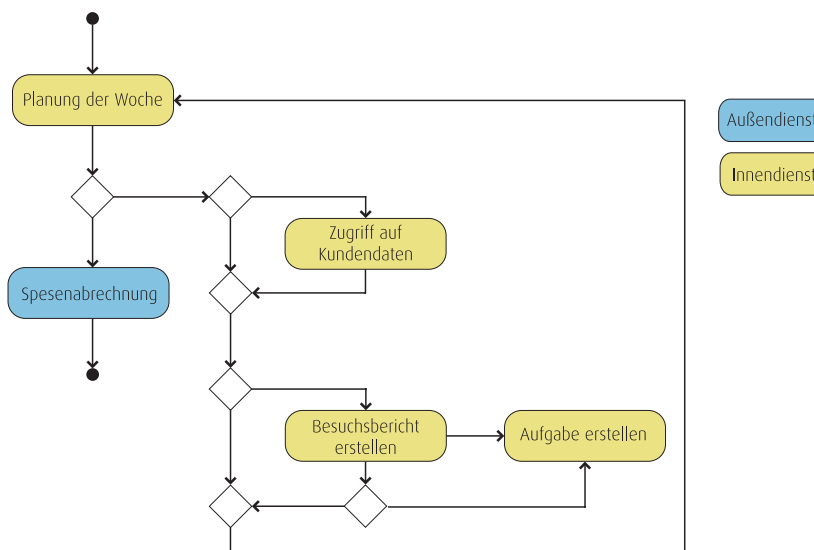 Planung der Woche
Außendienst
Innendienst
Zugriff auf
Kundendaten
Spesenabrechnung
Besuchsbericht
erstellen
Aufgabe erstellen